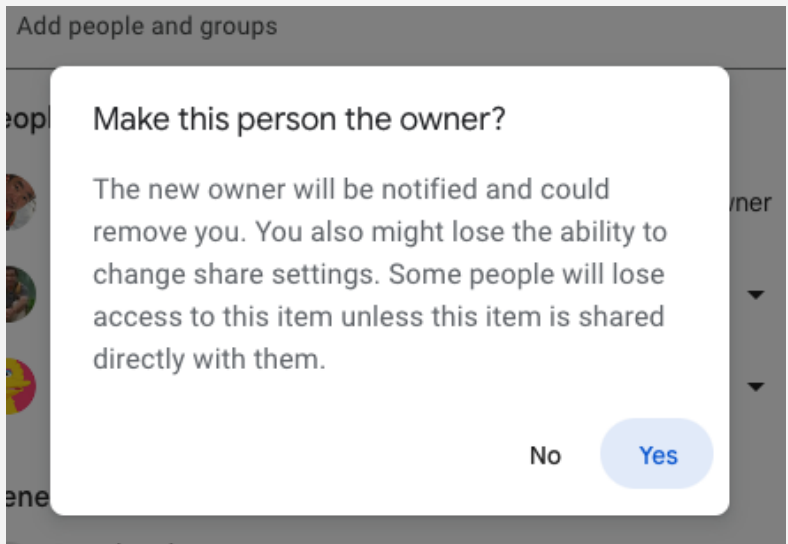 Add people and groups
Make this person the owner?
The new owner will be notified and could
remove you. You also might lose the ability to
change share settings. Some people will lose
access to this item unless this item is shared
directly with them.
No
Yes